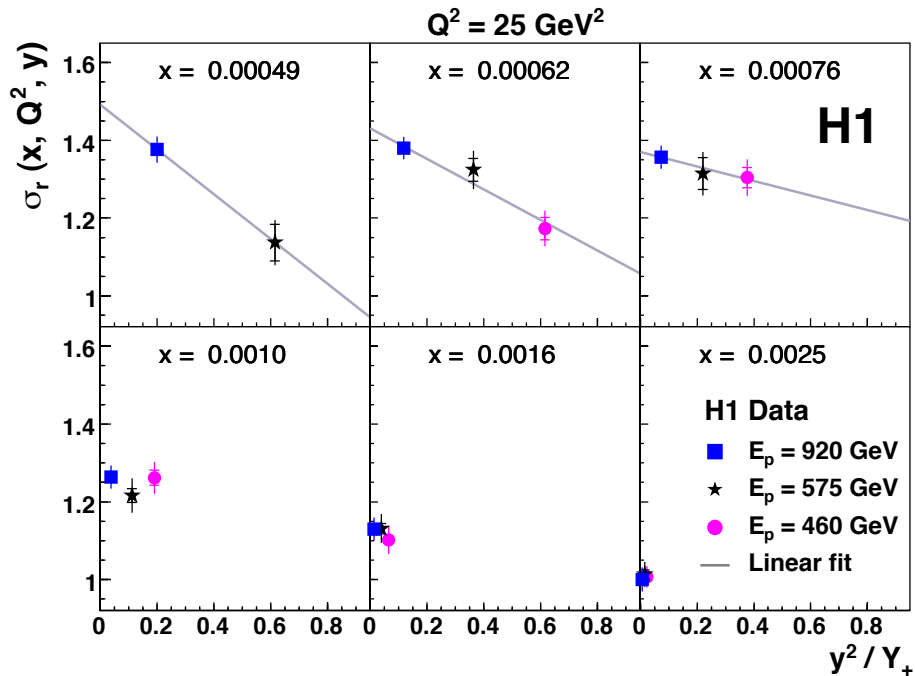 Q² = 25 GeV²
σr (x, Q², y)
x = 0.00049
x = 0.00062
x = 0.00076
H1
1.6
1.4
1.2
1
x = 0.0010
x = 0.0016
x = 0.0025
1.6
1.4
1.2
1
H1 Data
E_p = 920 GeV
E_p = 575 GeV
E_p = 460 GeV
Linear fit
0 0.2 0.4 0.6 0.8 0 0.2 0.4 0.6 0.8 0 0.2 0.4 0.6 0.8
y² / Y₊